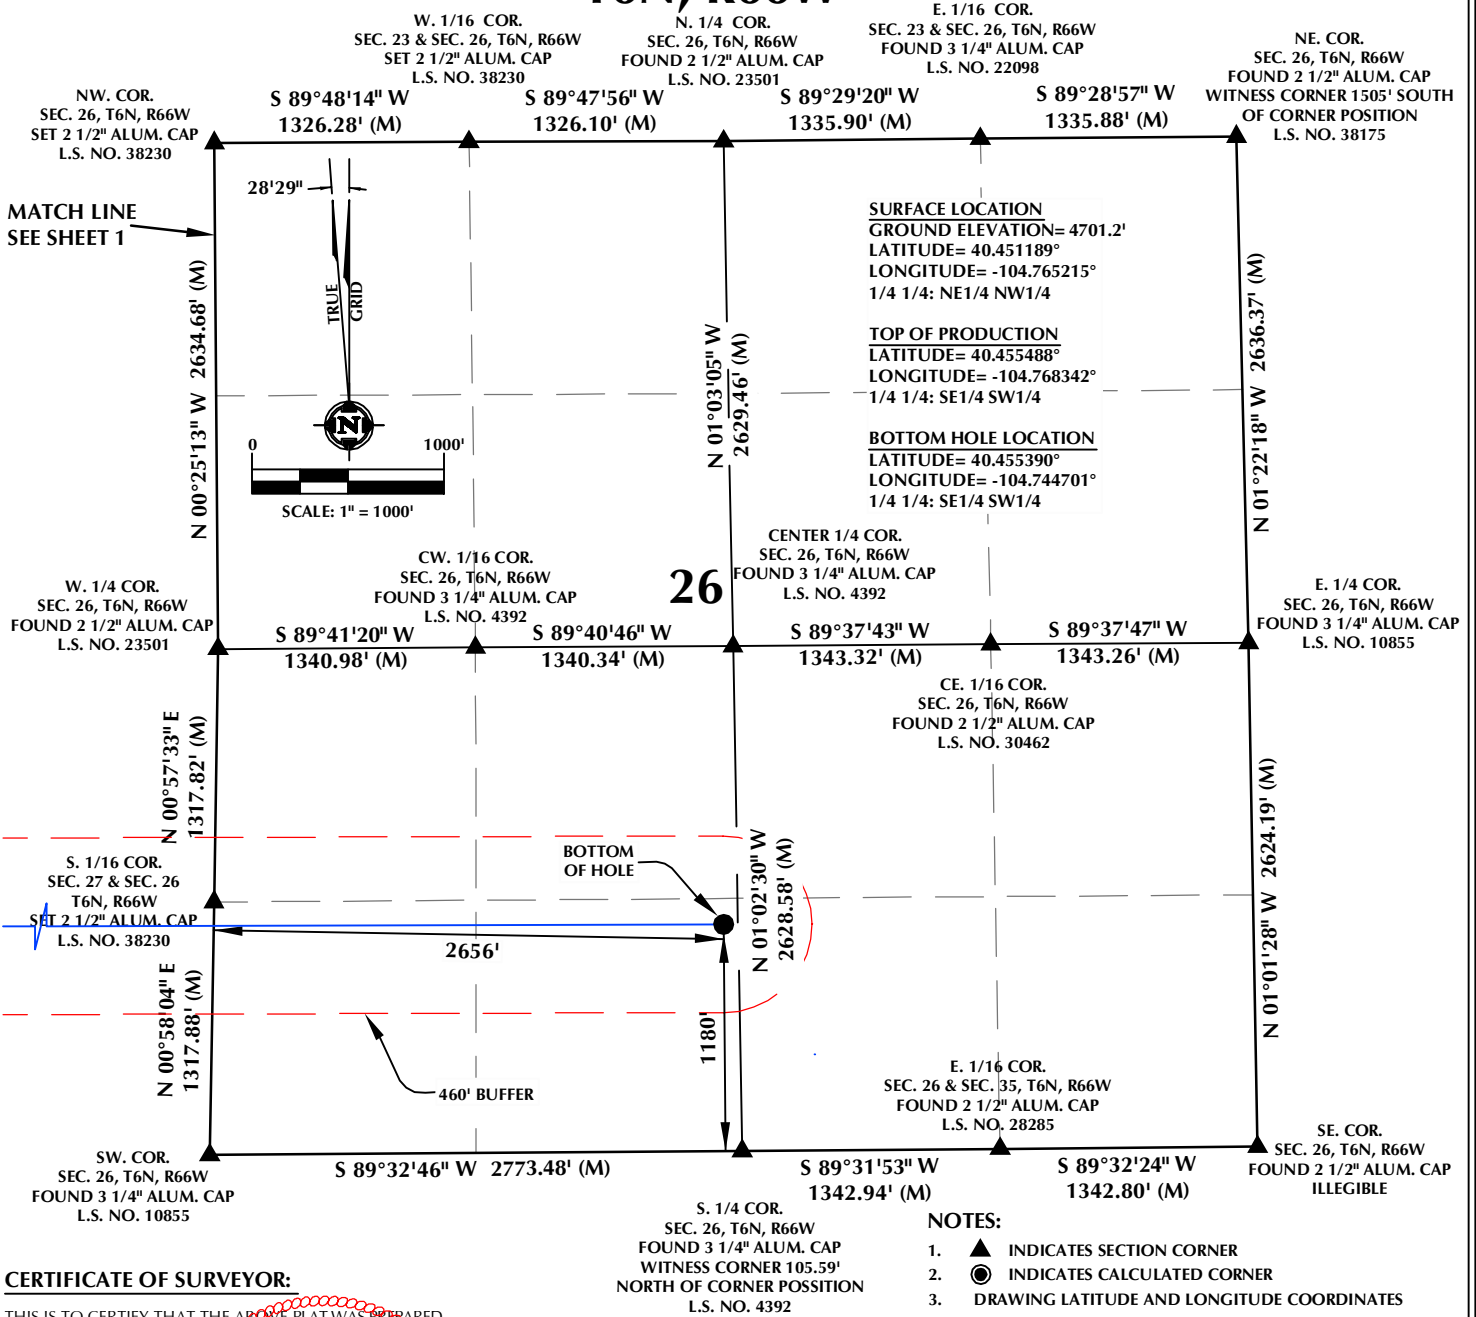 T6N, R66W
W. 1/16 COR.
SEC. 23 & SEC. 26, T6N, R66W
SET 2 1/2" ALUM. CAP
L.S. NO. 38230
N. 1/4 COR.
SEC. 26, T6N, R66W
FOUND 2 1/2" ALUM. CAP
L.S. NO. 23501
E. 1/16 COR.
SEC. 23 & SEC. 26, T6N, R66W
FOUND 3 1/4" ALUM. CAP
L.S. NO. 22098
NE. COR.
SEC. 26, T6N, R66W
FOUND 2 1/2" ALUM. CAP
WITNESS CORNER 1505' SOUTH
OF CORNER POSITION
L.S. NO. 38175
NW. COR.
SEC. 26, T6N, R66W
SET 2 1/2" ALUM. CAP
L.S. NO. 38230
S 89°48'14" W
1326.28' (M)
S 89°47'56" W
1326.10' (M)
S 89°29'20" W
1335.90' (M)
S 89°28'57" W
1335.88' (M)
MATCH LINE
SEE SHEET 1
28'29"
TRUE
GRID
N
0 1000'
SCALE: 1" = 1000'
N 00°25'13" W 2634.68' (M)
N 01°03'05" W
2629.46' (M)
N 01°22'18" W 2636.37' (M)
SURFACE LOCATION
GROUND ELEVATION= 4701.2'
LATITUDE= 40.451189°
LONGITUDE= -104.765215°
1/4 1/4: NE1/4 NW1/4
TOP OF PRODUCTION
LATITUDE= 40.455488°
LONGITUDE= -104.768342°
1/4 1/4: SE1/4 SW1/4
BOTTOM HOLE LOCATION
LATITUDE= 40.455390°
LONGITUDE= -104.744701°
1/4 1/4: SE1/4 SW1/4
W. 1/4 COR.
SEC. 26, T6N, R66W
FOUND 2 1/2" ALUM. CAP
L.S. NO. 23501
CW. 1/16 COR.
SEC. 26, T6N, R66W
FOUND 3 1/4" ALUM. CAP
L.S. NO. 4392
26
CENTER 1/4 COR.
SEC. 26, T6N, R66W
FOUND 3 1/4" ALUM. CAP
L.S. NO. 4392
E. 1/4 COR.
SEC. 26, T6N, R66W
FOUND 3 1/4" ALUM. CAP
L.S. NO. 10855
S 89°41'20" W
1340.98' (M)
S 89°40'46" W
1340.34' (M)
S 89°37'43" W
1343.32' (M)
S 89°37'47" W
1343.26' (M)
CE. 1/16 COR.
SEC. 26, T6N, R66W
FOUND 2 1/2" ALUM. CAP
L.S. NO. 30462
N 00°57'33" E
1317.82' (M)
S. 1/16 COR.
SEC. 27 & SEC. 26
T6N, R66W
SET 2 1/2" ALUM. CAP
L.S. NO. 38230
N 00°58'04" E
1317.88' (M)
BOTTOM
OF HOLE
N 01°02'30" W
2628.58' (M)
N 01°01'28" W 2624.19' (M)
2656'
1180'
460' BUFFER
E. 1/16 COR.
SEC. 26 & SEC. 35, T6N, R66W
FOUND 2 1/2" ALUM. CAP
L.S. NO. 28285
SW. COR.
SEC. 26, T6N, R66W
FOUND 3 1/4" ALUM. CAP
L.S. NO. 10855
S 89°32'46" W 2773.48' (M)
S 89°31'53" W
1342.94' (M)
S 89°32'24" W
1342.80' (M)
SE. COR.
SEC. 26, T6N, R66W
FOUND 2 1/2" ALUM. CAP
ILLEGIBLE
S. 1/4 COR.
SEC. 26, T6N, R66W
FOUND 3 1/4" ALUM. CAP
WITNESS CORNER 105.59'
NORTH OF CORNER POSSITION
L.S. NO. 4392
NOTES:
1. INDICATES SECTION CORNER
2. INDICATES CALCULATED CORNER
3. DRAWING LATITUDE AND LONGITUDE COORDINATES
CERTIFICATE OF SURVEYOR:
THIS IS TO CERTIFY THAT THE ABOVE PLAT WAS PREPARED